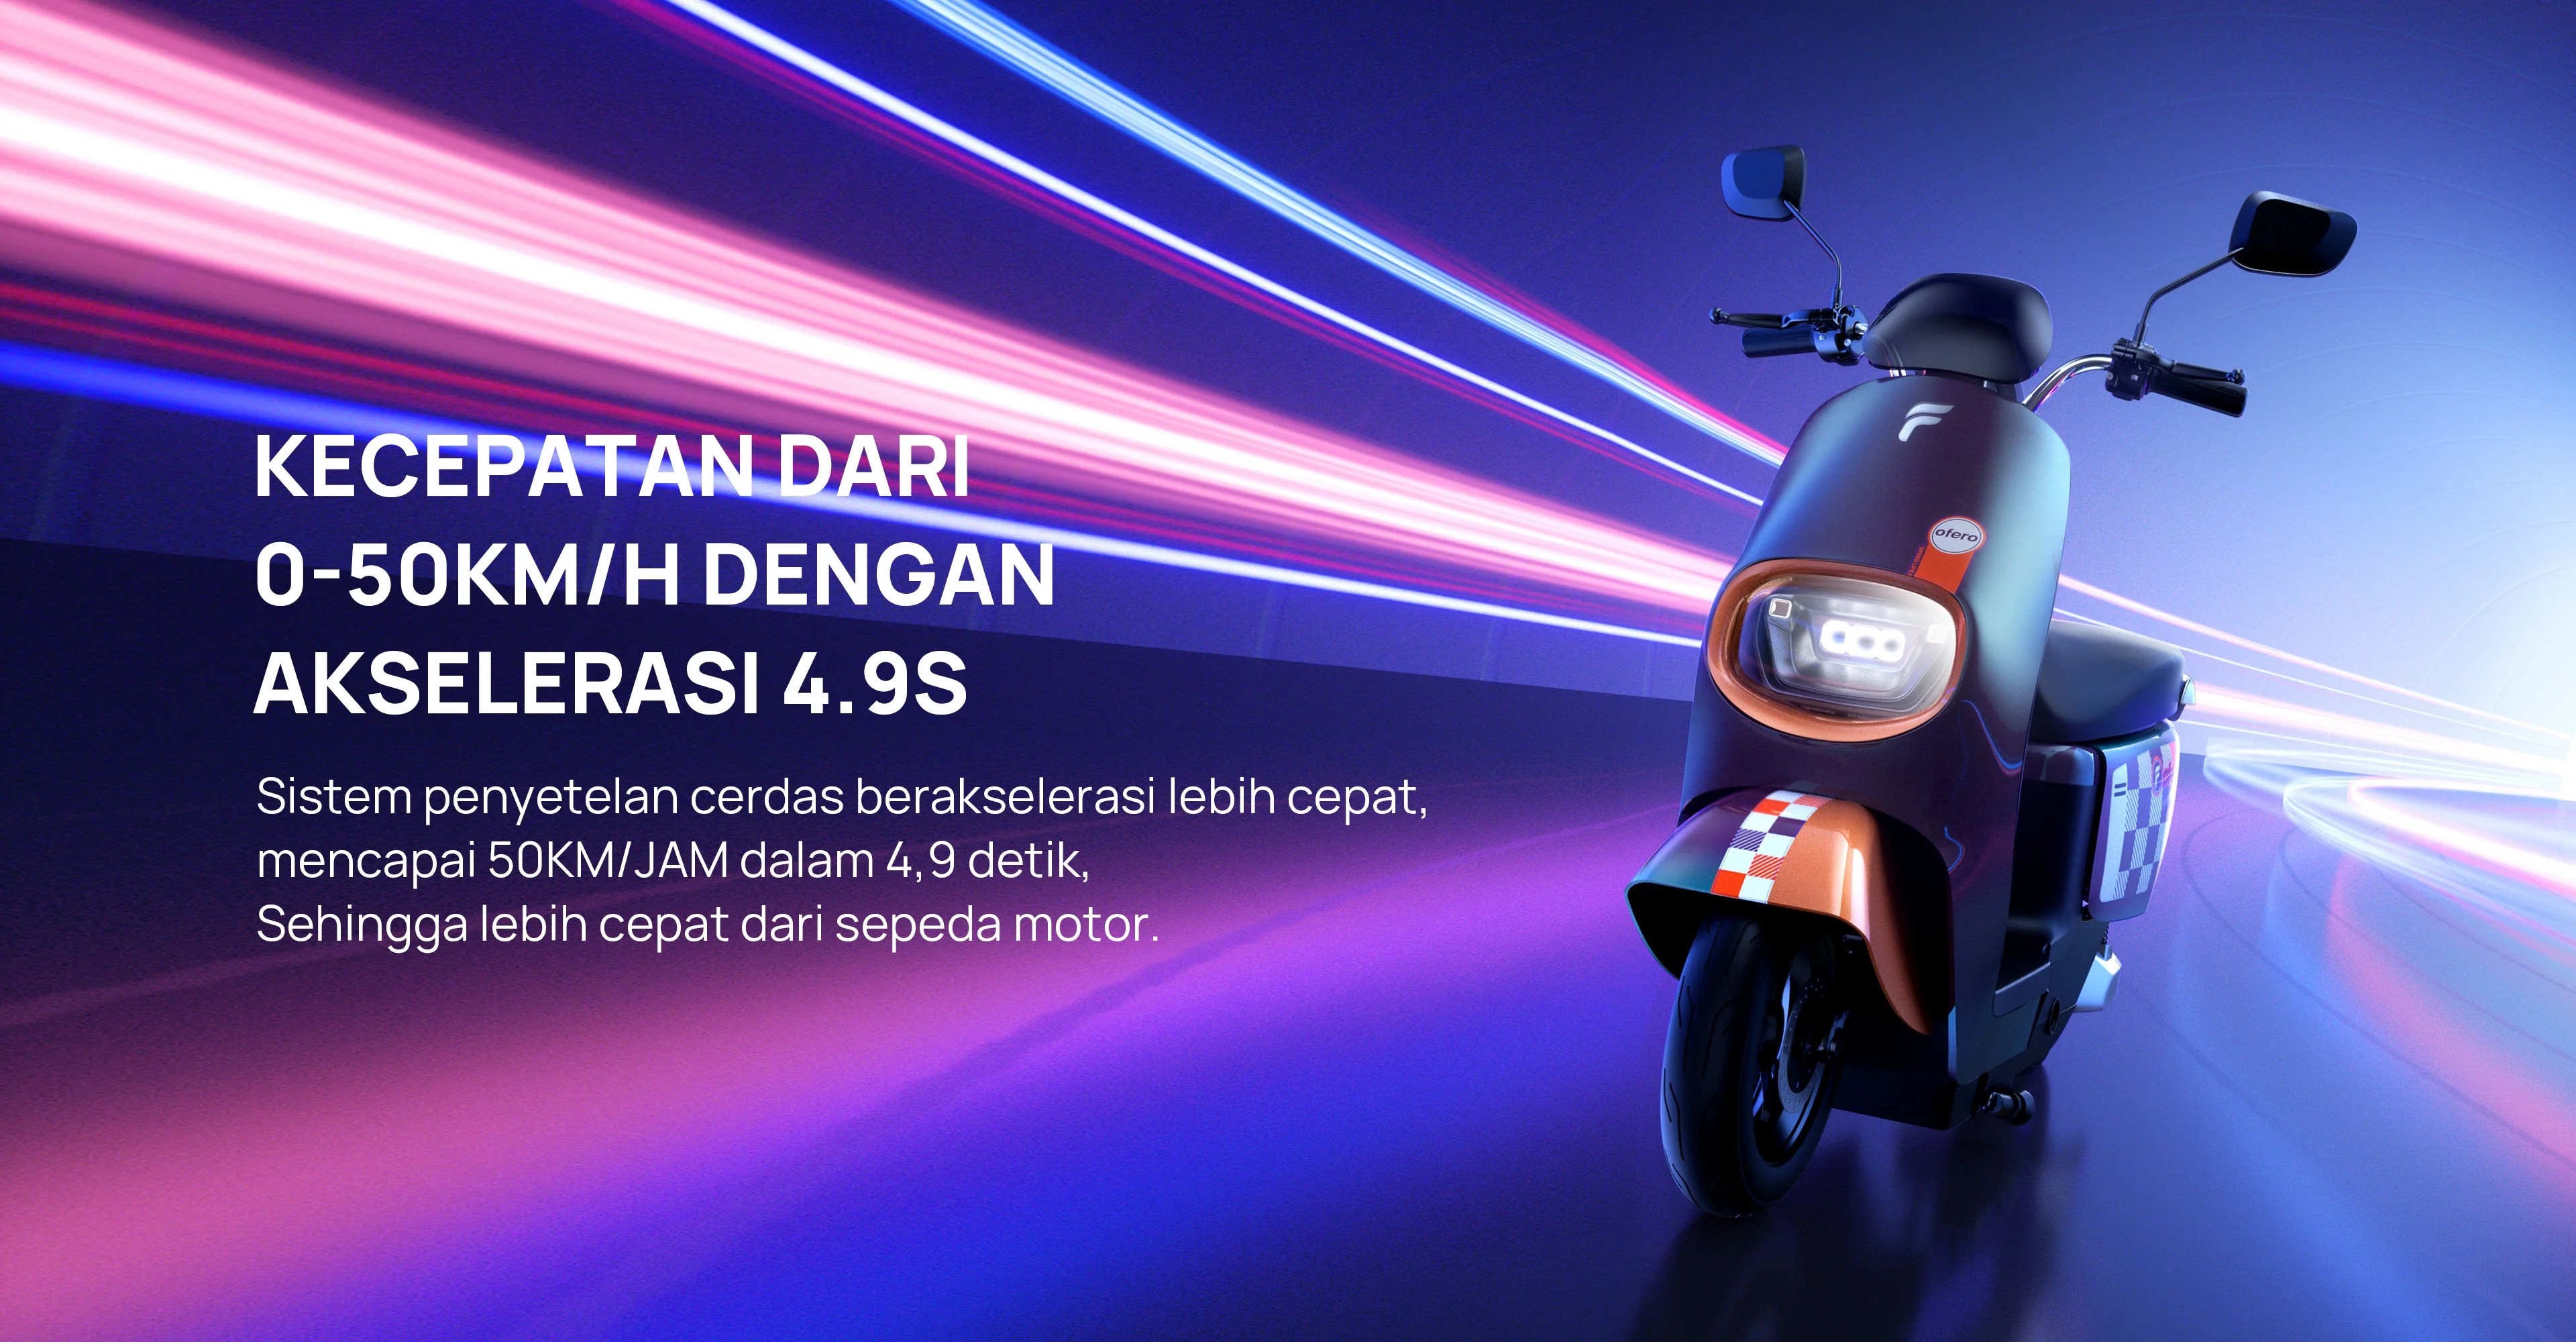 KECEPATAN DARI
0-50KM/H DENGAN
AKSELERASI 4.9S
Sistem penyetelan cerdas berakselerasi lebih cepat,
mencapai 50KM/JAM dalam 4,9 detik,
Sehingga lebih cepat dari sepeda motor.
ofero